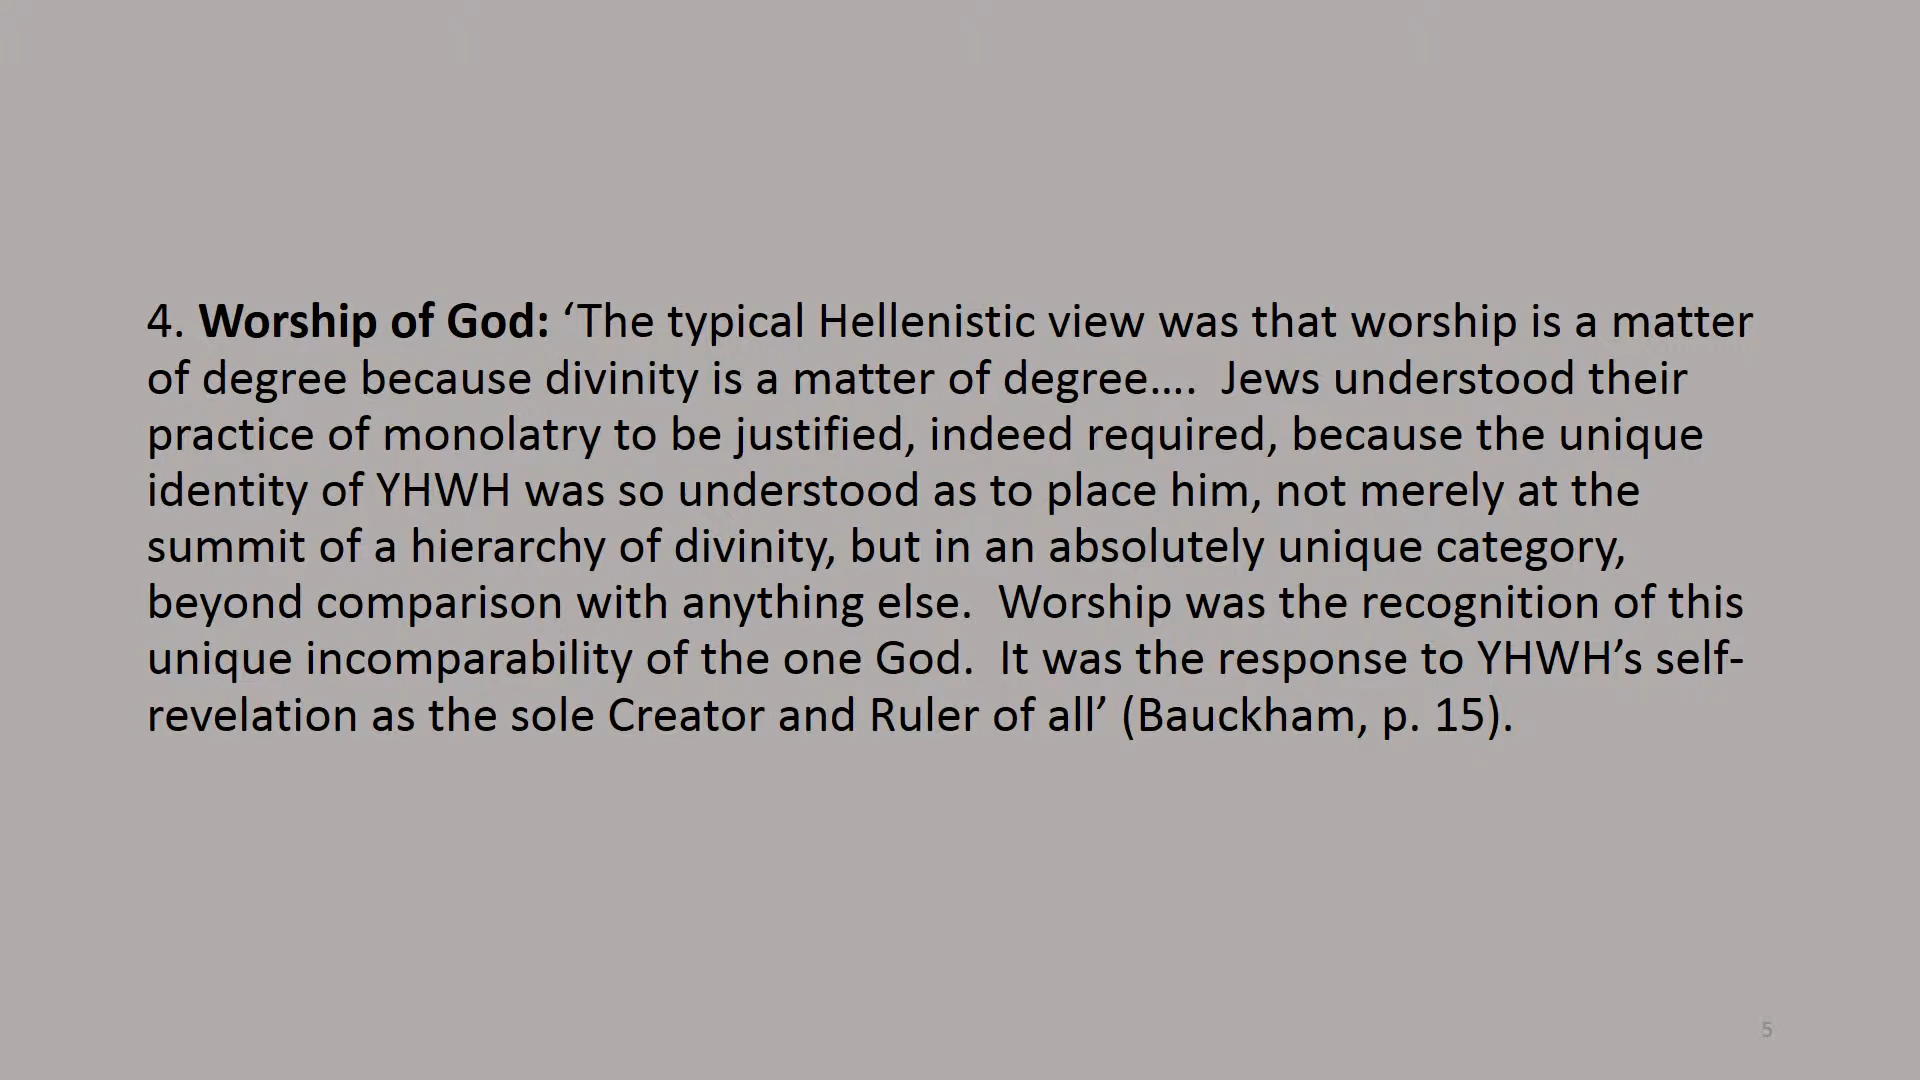 4. Worship of God: ‘The typical Hellenistic view was that worship is a matter
of degree because divinity is a matter of degree…. Jews understood their
practice of monolatry to be justified, indeed required, because the unique
identity of YHWH was so understood as to place him, not merely at the
summit of a hierarchy of divinity, but in an absolutely unique category,
beyond comparison with anything else. Worship was the recognition of this
unique incomparability of the one God. It was the response to YHWH’s self-
revelation as the sole Creator and Ruler of all’ (Bauckham, p. 15).
5